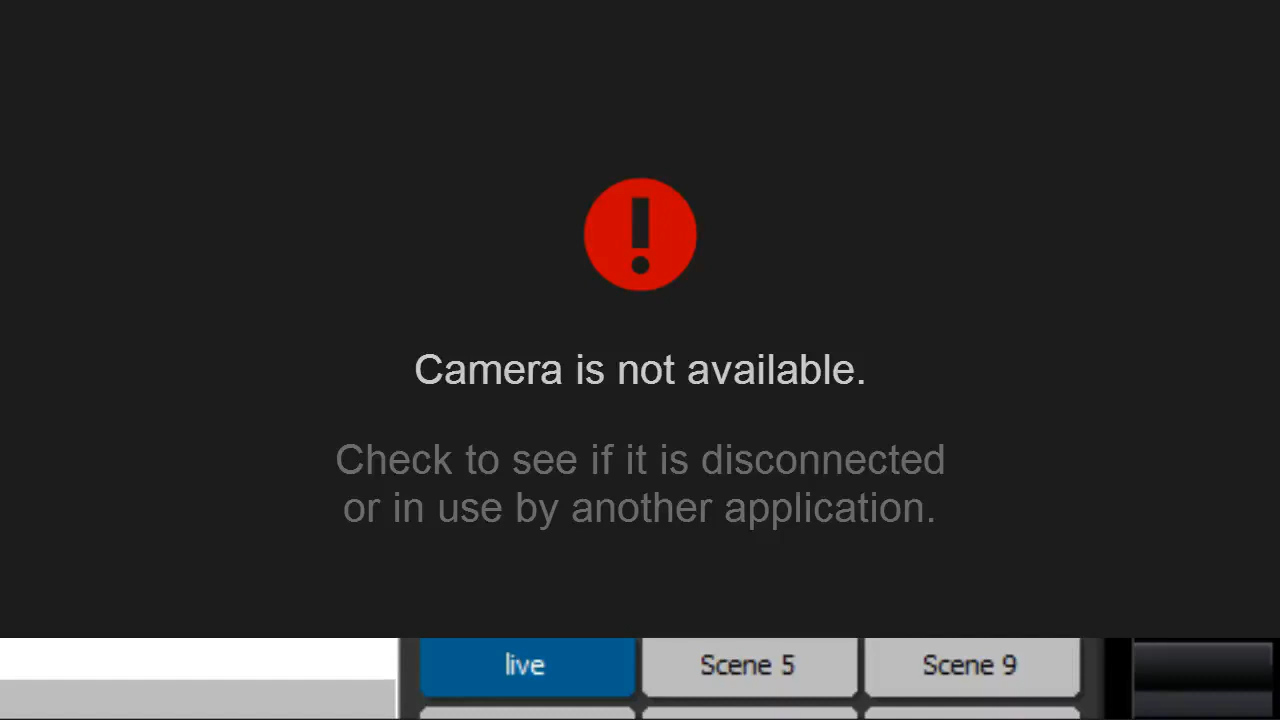 Camera is not available.
Check to see if it is disconnected
or in use by another application.
live
Scene 5
Scene 9